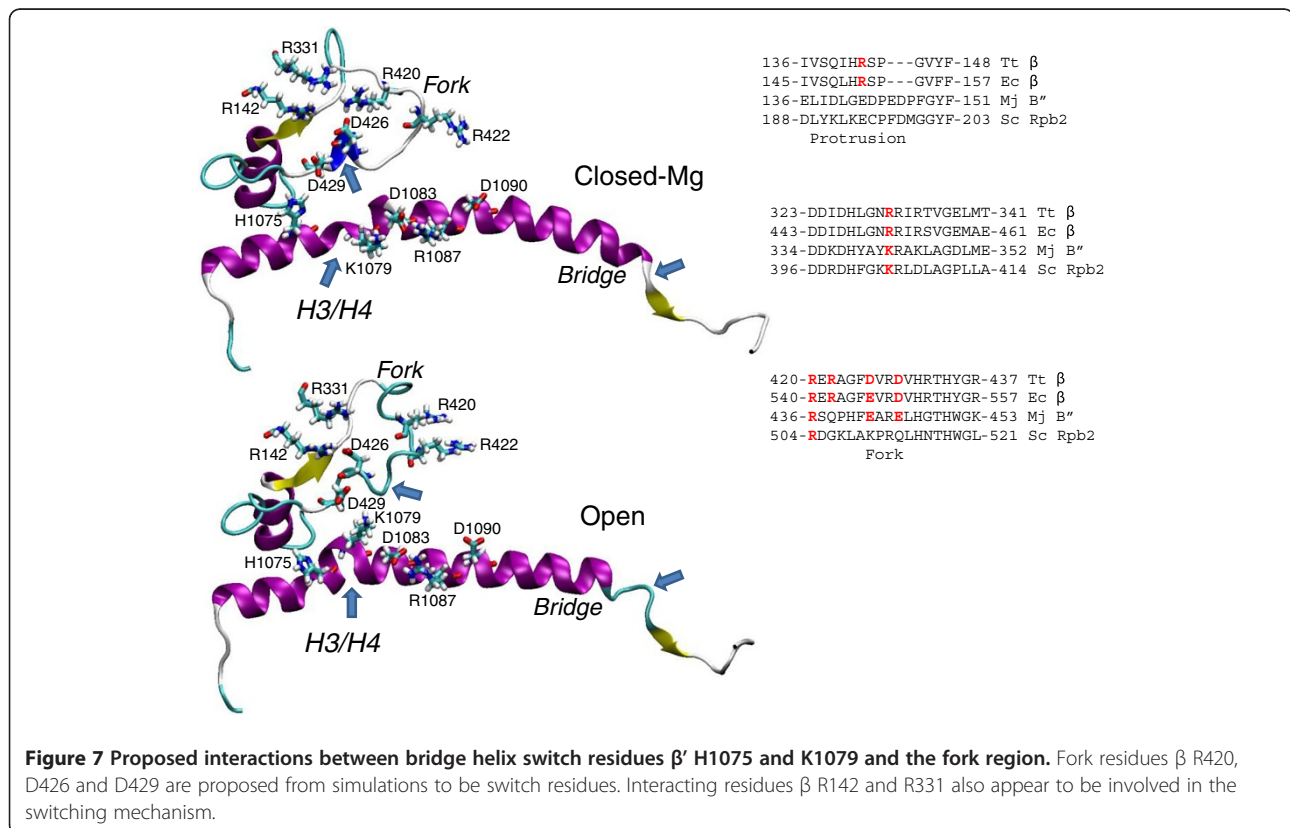 R331
R420
Fork
R142
D426
R422
D429
Closed-Mg
D1083
D1090
H1075
K1079
R1087
Bridge
H3/H4
136-IVSQIHRSP---GVYF-148 Tt β
145-IVSQLHRSP---GVFF-157 Ec β
136-ELIDLGEDPEDPFGYF-151 Mj B″
188-DLYKLKECPFDMGGYF-203 Sc Rpb2
Protrusion
323-DDIDHLGNRRIRTVGELMT-341 Tt β
443-DDIDHLGNRRIRSVGEMAE-461 Ec β
334-DDKDHYAYKRAKLAGDLME-352 Mj B″
396-DDRDHFGKKRLDLAGPLLA-414 Sc Rpb2
Fork
R331
R420
R142
D426
R422
D429
K1079
Open
D1083
D1090
H1075
R1087
Bridge
H3/H4
420-RERAGFDVRDVHRTHYGR-437 Tt β
540-RERAGFEVRDVHRTHYGR-557 Ec β
436-RSQPHFEARELHGTHWGK-453 Mj B″
504-RDGKLAKPRQLHNTHWGL-521 Sc Rpb2
Fork
Figure 7 Proposed interactions between bridge helix switch residues β′ H1075 and K1079 and the fork region. Fork residues β R420,
D426 and D429 are proposed from simulations to be switch residues. Interacting residues β R142 and R331 also appear to be involved in the
switching mechanism.